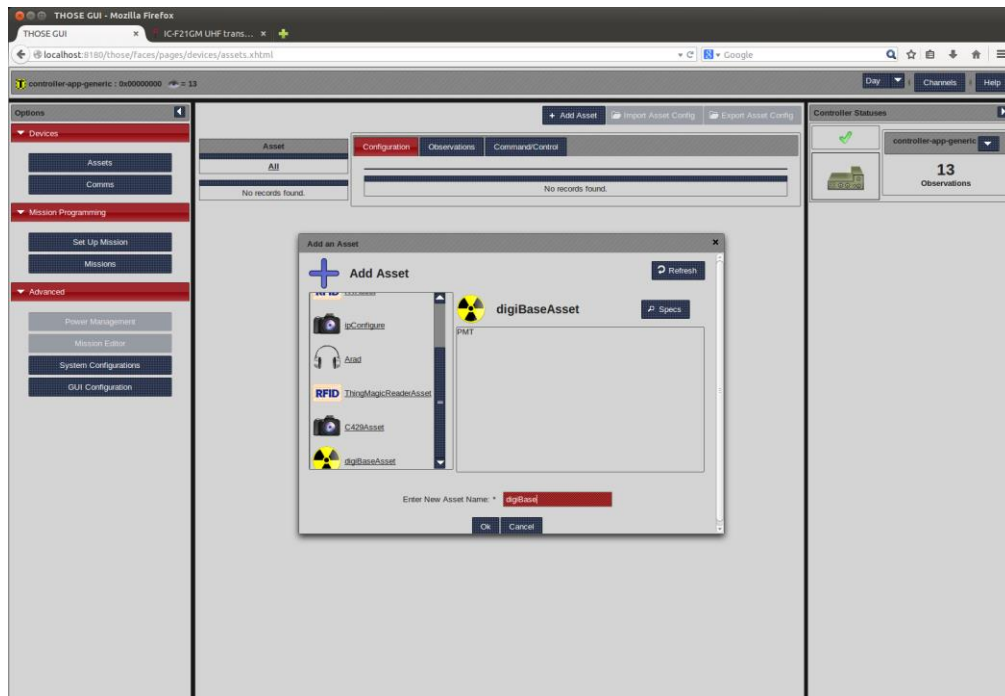 THOSE GUI - Mozilla Firefox
THOSE GUI
IC-F21GM UHF trans...
localhost:8180/those/faces/pages/devices/assets.xhtml
Google
controller-app-generic : 0x00000000 = 13
Day
Channels
Help
Options
Devices
Assets
Comms
Mission Programming
Set Up Mission
Missions
Advanced
Power Management
Mission Editor
System Configurations
GUI Configuration
Add Asset
Import Asset Config
Export Asset Config
Asset
All
No records found.
Configuration
Observations
Command/Control
No records found.
Controller Statuses
controller-app-generic
13
Observations
Add an Asset
Add Asset
Refresh
ipConfigure
Arad
RFID ThingMagicReaderAsset
C429Asset
digiBaseAsset
digiBaseAsset
Specs
PMT
Enter New Asset Name: * digiBase
Ok
Cancel